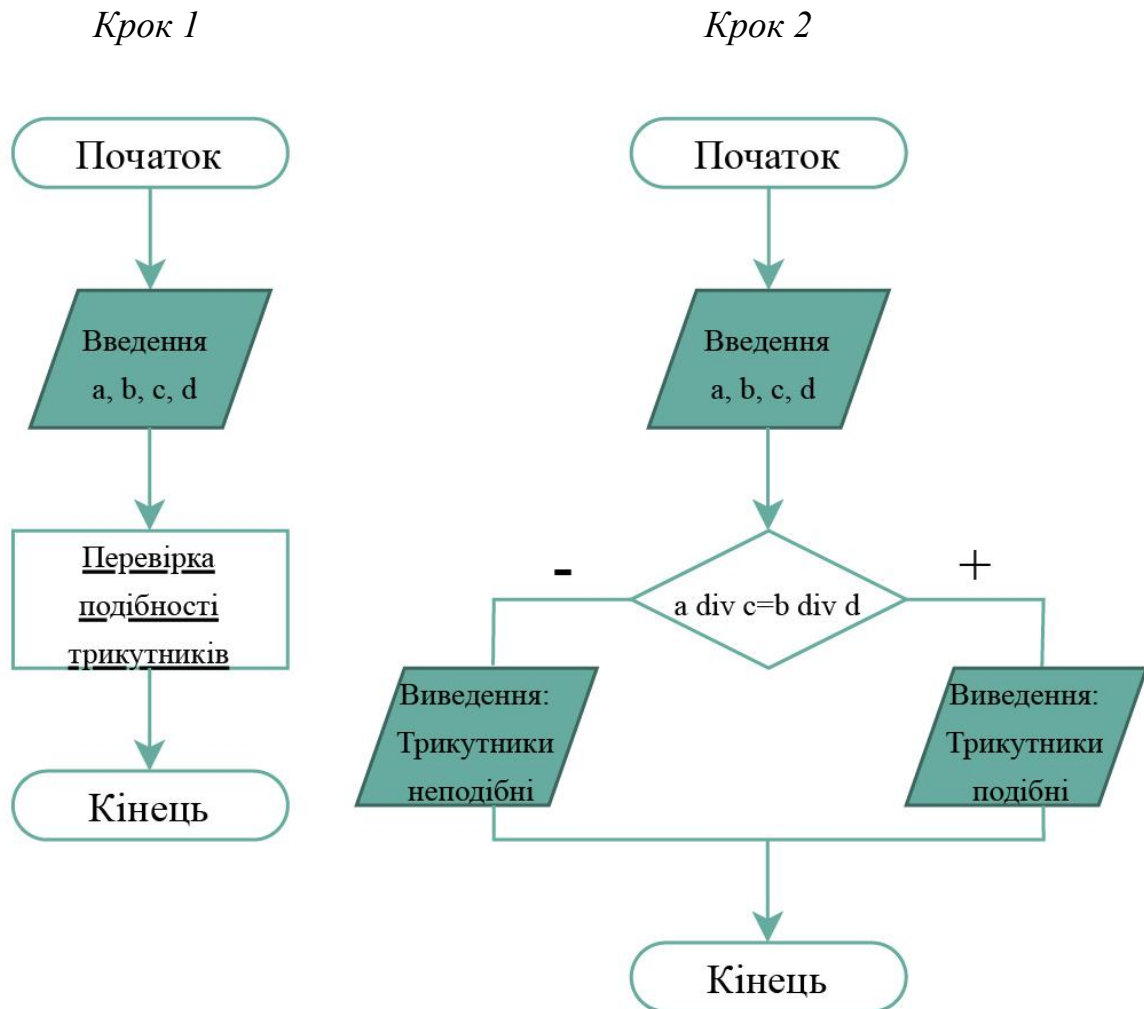 Крок 1
Початок
Введення
a, b, c, d
Перевірка
подібності
трикутників
Кінець
Крок 2
Початок
Введення
a, b, c, d
a div c=b div d
-
Виведення:
Трикутники
неподібні
+
Виведення:
Трикутники
подібні
Кінець